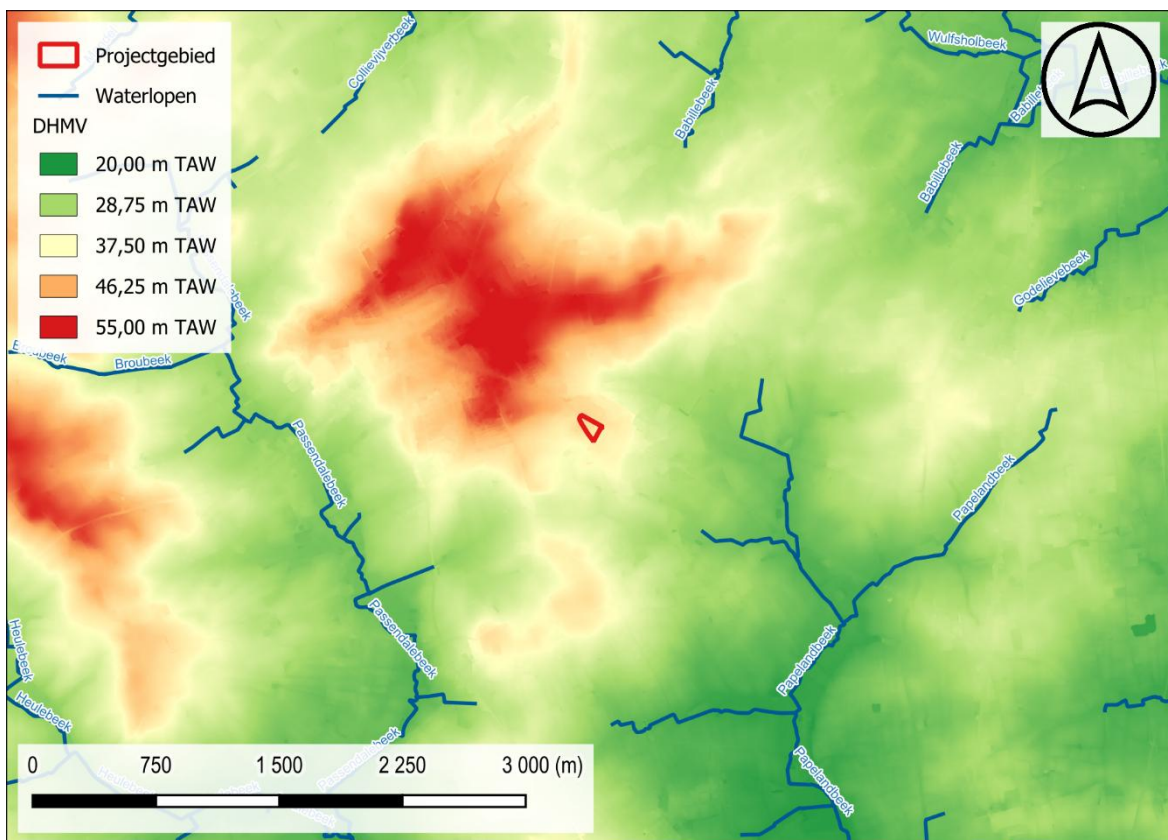 Projectgebied
Waterlopen
DHMV
20,00 m TAW
28,75 m TAW
37,50 m TAW
46,25 m TAW
55,00 m TAW
Collievijverbeek
Babillebeek
Wulfsholbeek
Babillebeek
Godelievebeek
Broubeek
Passendalebeek
Papelandbeek
Passendalebeek
Papelandbeek
Heulebeek
Heulebeek
Papelandbeek
0 750 1 500 2 250 3 000 (m)